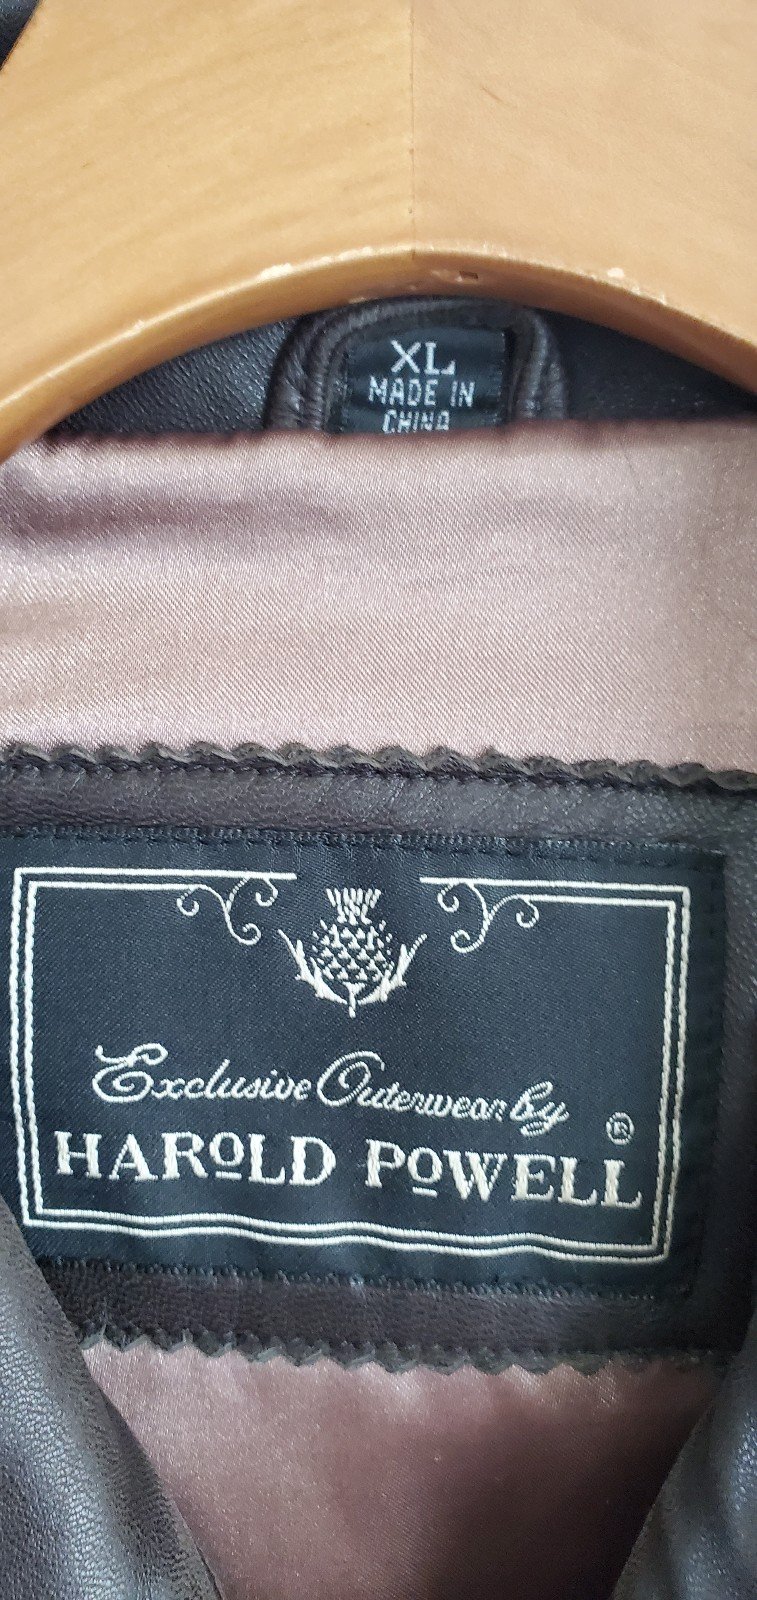 XL
MADE IN
CHINA
Exclusive Outerwear by
HAROLD POWELL®